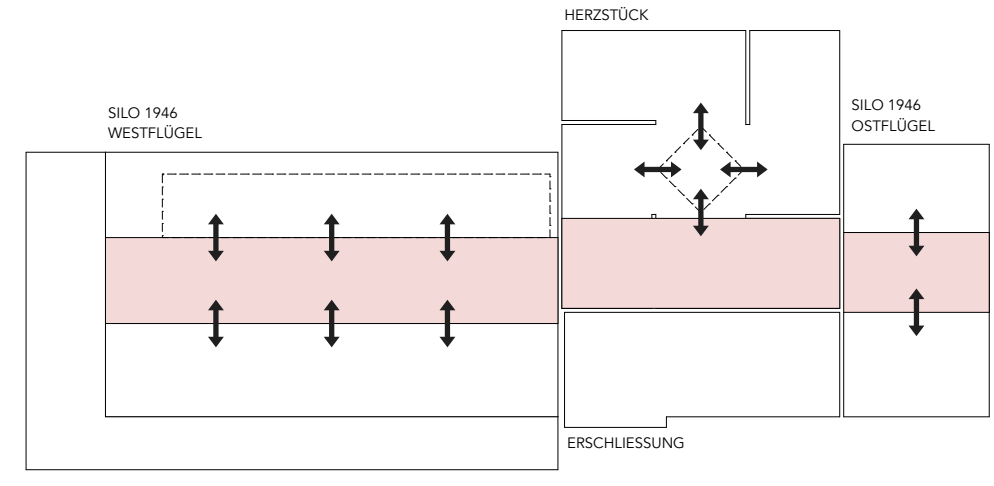 HERZSTÜCK
SILO 1946
WESTFLÜGEL
SILO 1946
OSTFLÜGEL
ERSCHLIESSUNG